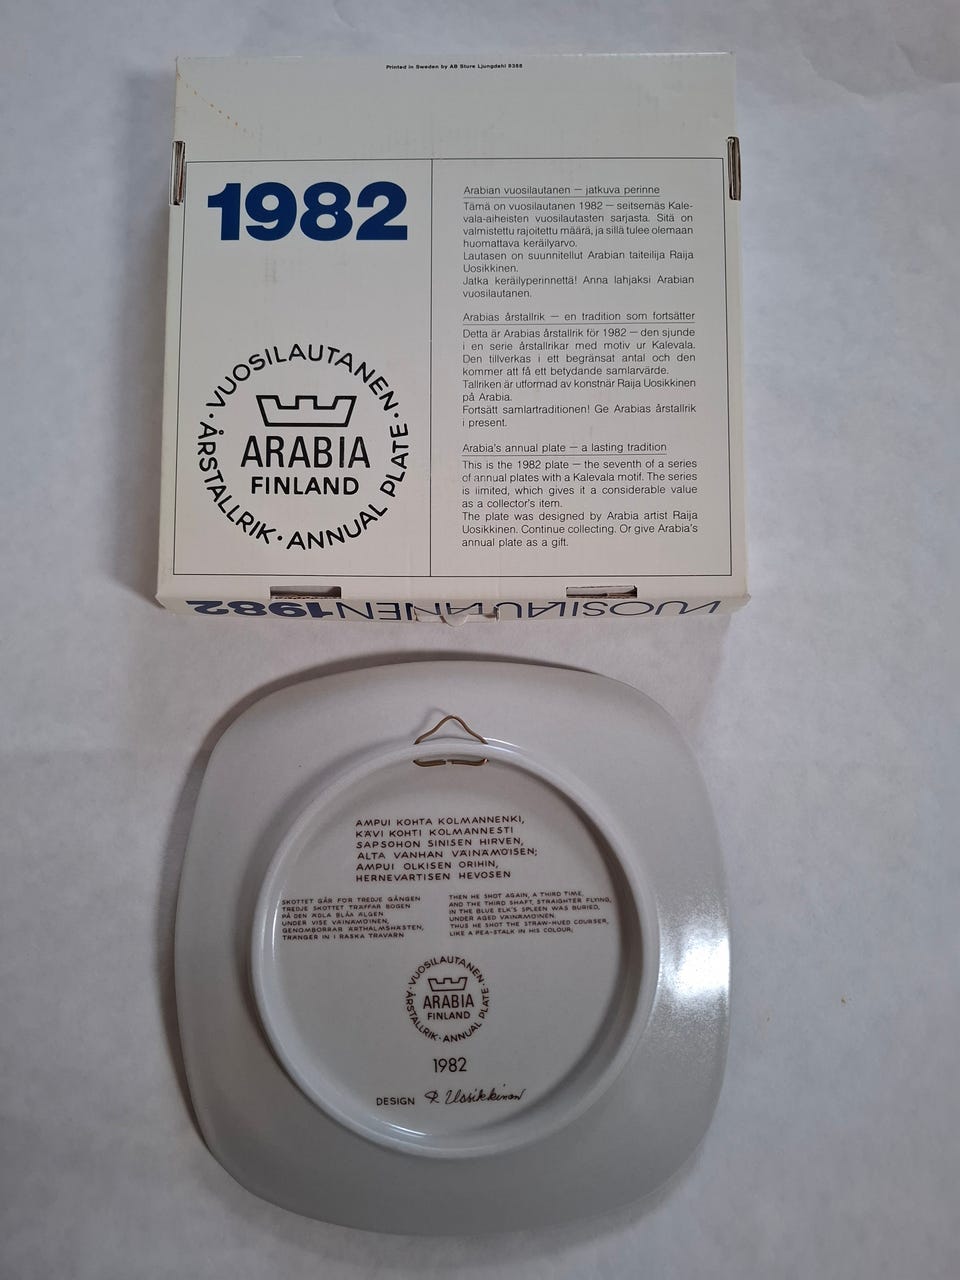 Printed in Sweden by AB Sture Ljungdahl 8388
1982
VUOSILAUTANEN · ANNUAL PLATE · ÅRSTALLRIK ·
ARABIA
FINLAND
Arabian vuosilautanen — jatkuva perinne
Tämä on vuosilautanen 1982 — seitsemäs Kale-
vala-aiheisten vuosilautasten sarjasta. Sitä on
valmistettu rajoitettu määrä, ja sillä tulee olemaan
huomattava keräilyarvo.
Lautasen on suunnitellut Arabian taiteilija Raija
Uosikkinen.
Jatka keräilyperinnettä! Anna lahjaksi Arabian
vuosilautanen.
Arabias årstallrik — en tradition som fortsätter
Detta är Arabias årstallrik för 1982 — den sjunde
i en serie årstallrikar med motiv ur Kalevala.
Den tillverkas i ett begränsat antal och den
kommer att få ett betydande samlarvärde.
Tallriken är utformad av konstnär Raija Uosikkinen
på Arabia.
Fortsätt samlartraditionen! Ge Arabias årstallrik
i present.
Arabia's annual plate — a lasting tradition
This is the 1982 plate — the seventh of a series
of annual plates with a Kalevala motif. The series
is limited, which gives it a considerable value
as a collector's item.
The plate was designed by Arabia artist Raija
Uosikkinen. Continue collecting. Or give Arabia's
annual plate as a gift.
VUOSILAUTANEN 1982
AMPUI KOHTA KOLMANNENKI,
KÄVI KOHTI KOLMANNESTI
SAPSOHON SINISEN HIRVEN,
ALTA VANHAN VÄINÄMÖISEN;
AMPUI OLKISEN ORIHIN,
HERNEVARTISEN HEVOSEN
SKOTTET GÅR FÖR TREDJE GÅNGEN
TREDJE SKOTTET TRÄFFAR BOGEN
PÅ DEN ÄDLA BLÅA ÄLGEN
UNDER VISE VÄINÄMÖINEN,
GENOMBORRAR ÄRTHALMSHÄSTEN,
TRÄNGER IN I RASKA TRAVARN
THEN HE SHOT AGAIN, A THIRD TIME,
AND THE THIRD SHAFT, STRAIGHTER FLYING,
IN THE BLUE ELK'S SPLEEN WAS BURIED,
UNDER AGED VÄINÄMÖINEN.
THUS HE SHOT THE STRAW-HUED COURSER,
LIKE A PEA-STALK IN HIS COLOUR;
VUOSILAUTANEN · ANNUAL PLATE · ÅRSTALLRIK ·
ARABIA
FINLAND
1982
DESIGN R. Uosikkinen